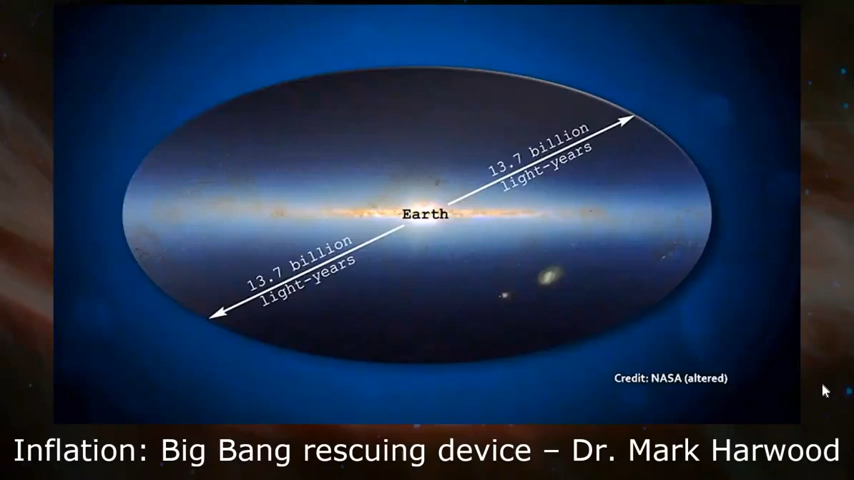 13.7 billion
light-years
Earth
13.7 billion
light-years
Credit: NASA (altered)
Inflation: Big Bang rescuing device – Dr. Mark Harwood